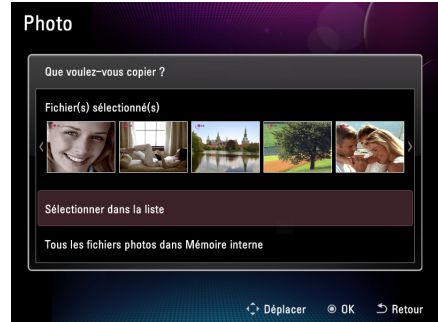 Photo
Que voulez-vous copier ?
Fichier(s) sélectionné(s)
Sélectionner dans la liste
Tous les fichiers photos dans Mémoire interne
Déplacer OK Retour